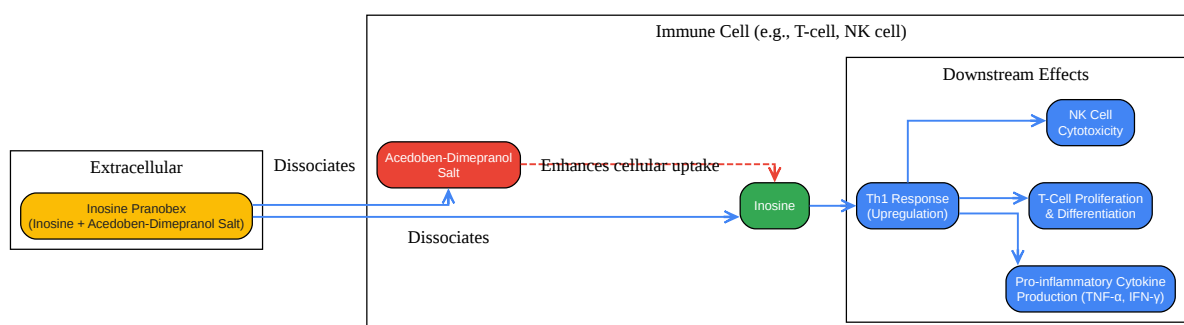 Immune Cell (e.g., T-cell, NK cell)
Downstream Effects
NK Cell
Cytotoxicity
Extracellular
Dissociates
Acedoben-Dimepranol
Salt
Enhances cellular uptake
Inosine Pranobex
(Inosine + Acedoben-Dimepranol Salt)
Dissociates
Inosine
Th1 Response
(Upregulation)
T-Cell Proliferation
& Differentiation
Pro-inflammatory Cytokine
Production (TNF-α, IFN-γ)